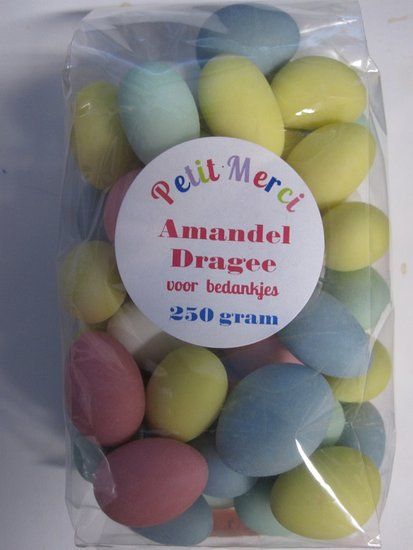 Petit Merci
Amandel
Dragee
voor bedankjes
250 gram